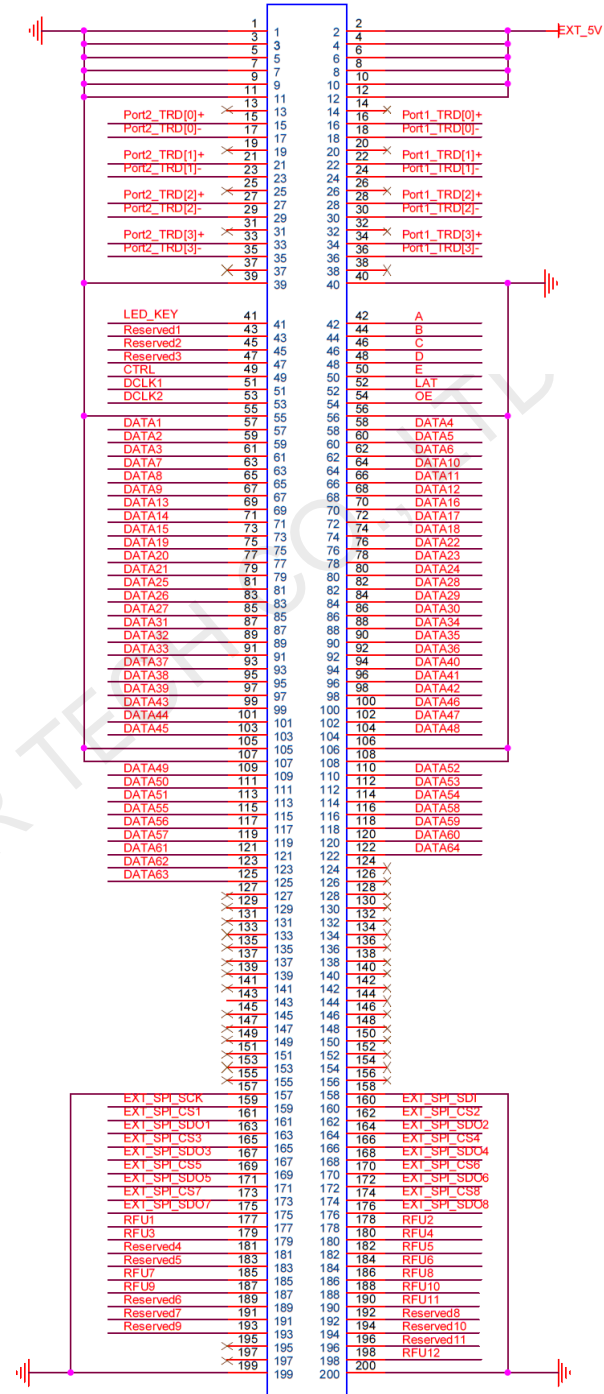 1 1 2 2 EXT_5V
3 3 4 4
5 5 6 6
7 7 8 8
9 9 10 10
11 11 12 12
13 13 14 14
Port2_TRD[0]+ 15 15 16 16 Port1_TRD[0]+
Port2_TRD[0]- 17 17 18 18 Port1_TRD[0]-
19 19 20 20
Port2_TRD[1]+ 21 21 22 22 Port1_TRD[1]+
Port2_TRD[1]- 23 23 24 24 Port1_TRD[1]-
25 25 26 26
Port2_TRD[2]+ 27 27 28 28 Port1_TRD[2]+
Port2_TRD[2]- 29 29 30 30 Port1_TRD[2]-
31 31 32 32
Port2_TRD[3]+ 33 33 34 34 Port1_TRD[3]+
Port2_TRD[3]- 35 35 36 36 Port1_TRD[3]-
37 37 38 38
39 39 40 40
LED_KEY 41 41 42 42 A
Reserved1 43 43 44 44 B
Reserved2 45 45 46 46 C
Reserved3 47 47 48 48 D
CTRL 49 49 50 50 E
DCLK1 51 51 52 52 LAT
DCLK2 53 53 54 54 OE
55 55 56 56
DATA1 57 57 58 58 DATA4
DATA2 59 59 60 60 DATA5
DATA3 61 61 62 62 DATA6
DATA7 63 63 64 64 DATA10
DATA8 65 65 66 66 DATA11
DATA9 67 67 68 68 DATA12
DATA13 69 69 70 70 DATA16
DATA14 71 71 72 72 DATA17
DATA15 73 73 74 74 DATA18
DATA19 75 75 76 76 DATA22
DATA20 77 77 78 78 DATA23
DATA21 79 79 80 80 DATA24
DATA25 81 81 82 82 DATA28
DATA26 83 83 84 84 DATA29
DATA27 85 85 86 86 DATA30
DATA31 87 87 88 88 DATA34
DATA32 89 89 90 90 DATA35
DATA33 91 91 92 92 DATA36
DATA37 93 93 94 94 DATA40
DATA38 95 95 96 96 DATA41
DATA39 97 97 98 98 DATA42
DATA43 99 99 100 100 DATA46
DATA44 101 101 102 102 DATA47
DATA45 103 103 104 104 DATA48
105 105 106 106
107 107 108 108
DATA49 109 109 110 110 DATA52
DATA50 111 111 112 112 DATA53
DATA51 113 113 114 114 DATA54
DATA55 115 115 116 116 DATA58
DATA56 117 117 118 118 DATA59
DATA57 119 119 120 120 DATA60
DATA61 121 121 122 122 DATA64
DATA62 123 123 124 124
DATA63 125 125 126 126
127 127 128 128
129 129 130 130
131 131 132 132
133 133 134 134
135 135 136 136
137 137 138 138
139 139 140 140
141 141 142 142
143 143 144 144
145 145 146 146
147 147 148 148
149 149 150 150
151 151 152 152
153 153 154 154
155 155 156 156
157 157 158 158
EXT_SPI_SCK 159 159 160 160 EXT_SPI_SDI
EXT_SPI_CS1 161 161 162 162 EXT_SPI_CS2
EXT_SPI_SDO1 163 163 164 164 EXT_SPI_SDO2
EXT_SPI_CS3 165 165 166 166 EXT_SPI_CS4
EXT_SPI_SDO3 167 167 168 168 EXT_SPI_SDO4
EXT_SPI_CS5 169 169 170 170 EXT_SPI_CS6
EXT_SPI_SDO5 171 171 172 172 EXT_SPI_SDO6
EXT_SPI_CS7 173 173 174 174 EXT_SPI_CS8
EXT_SPI_SDO7 175 175 176 176 EXT_SPI_SDO8
RFU1 177 177 178 178 RFU2
RFU3 179 179 180 180 RFU4
Reserved4 181 181 182 182 RFU5
Reserved5 183 183 184 184 RFU6
RFU7 185 185 186 186 RFU8
RFU9 187 187 188 188 RFU10
Reserved6 189 189 190 190 RFU11
Reserved7 191 191 192 192 Reserved8
Reserved9 193 193 194 194 Reserved10
195 195 196 196 Reserved11
197 197 198 198 RFU12
199 199 200 200
R TECH CO., LTD